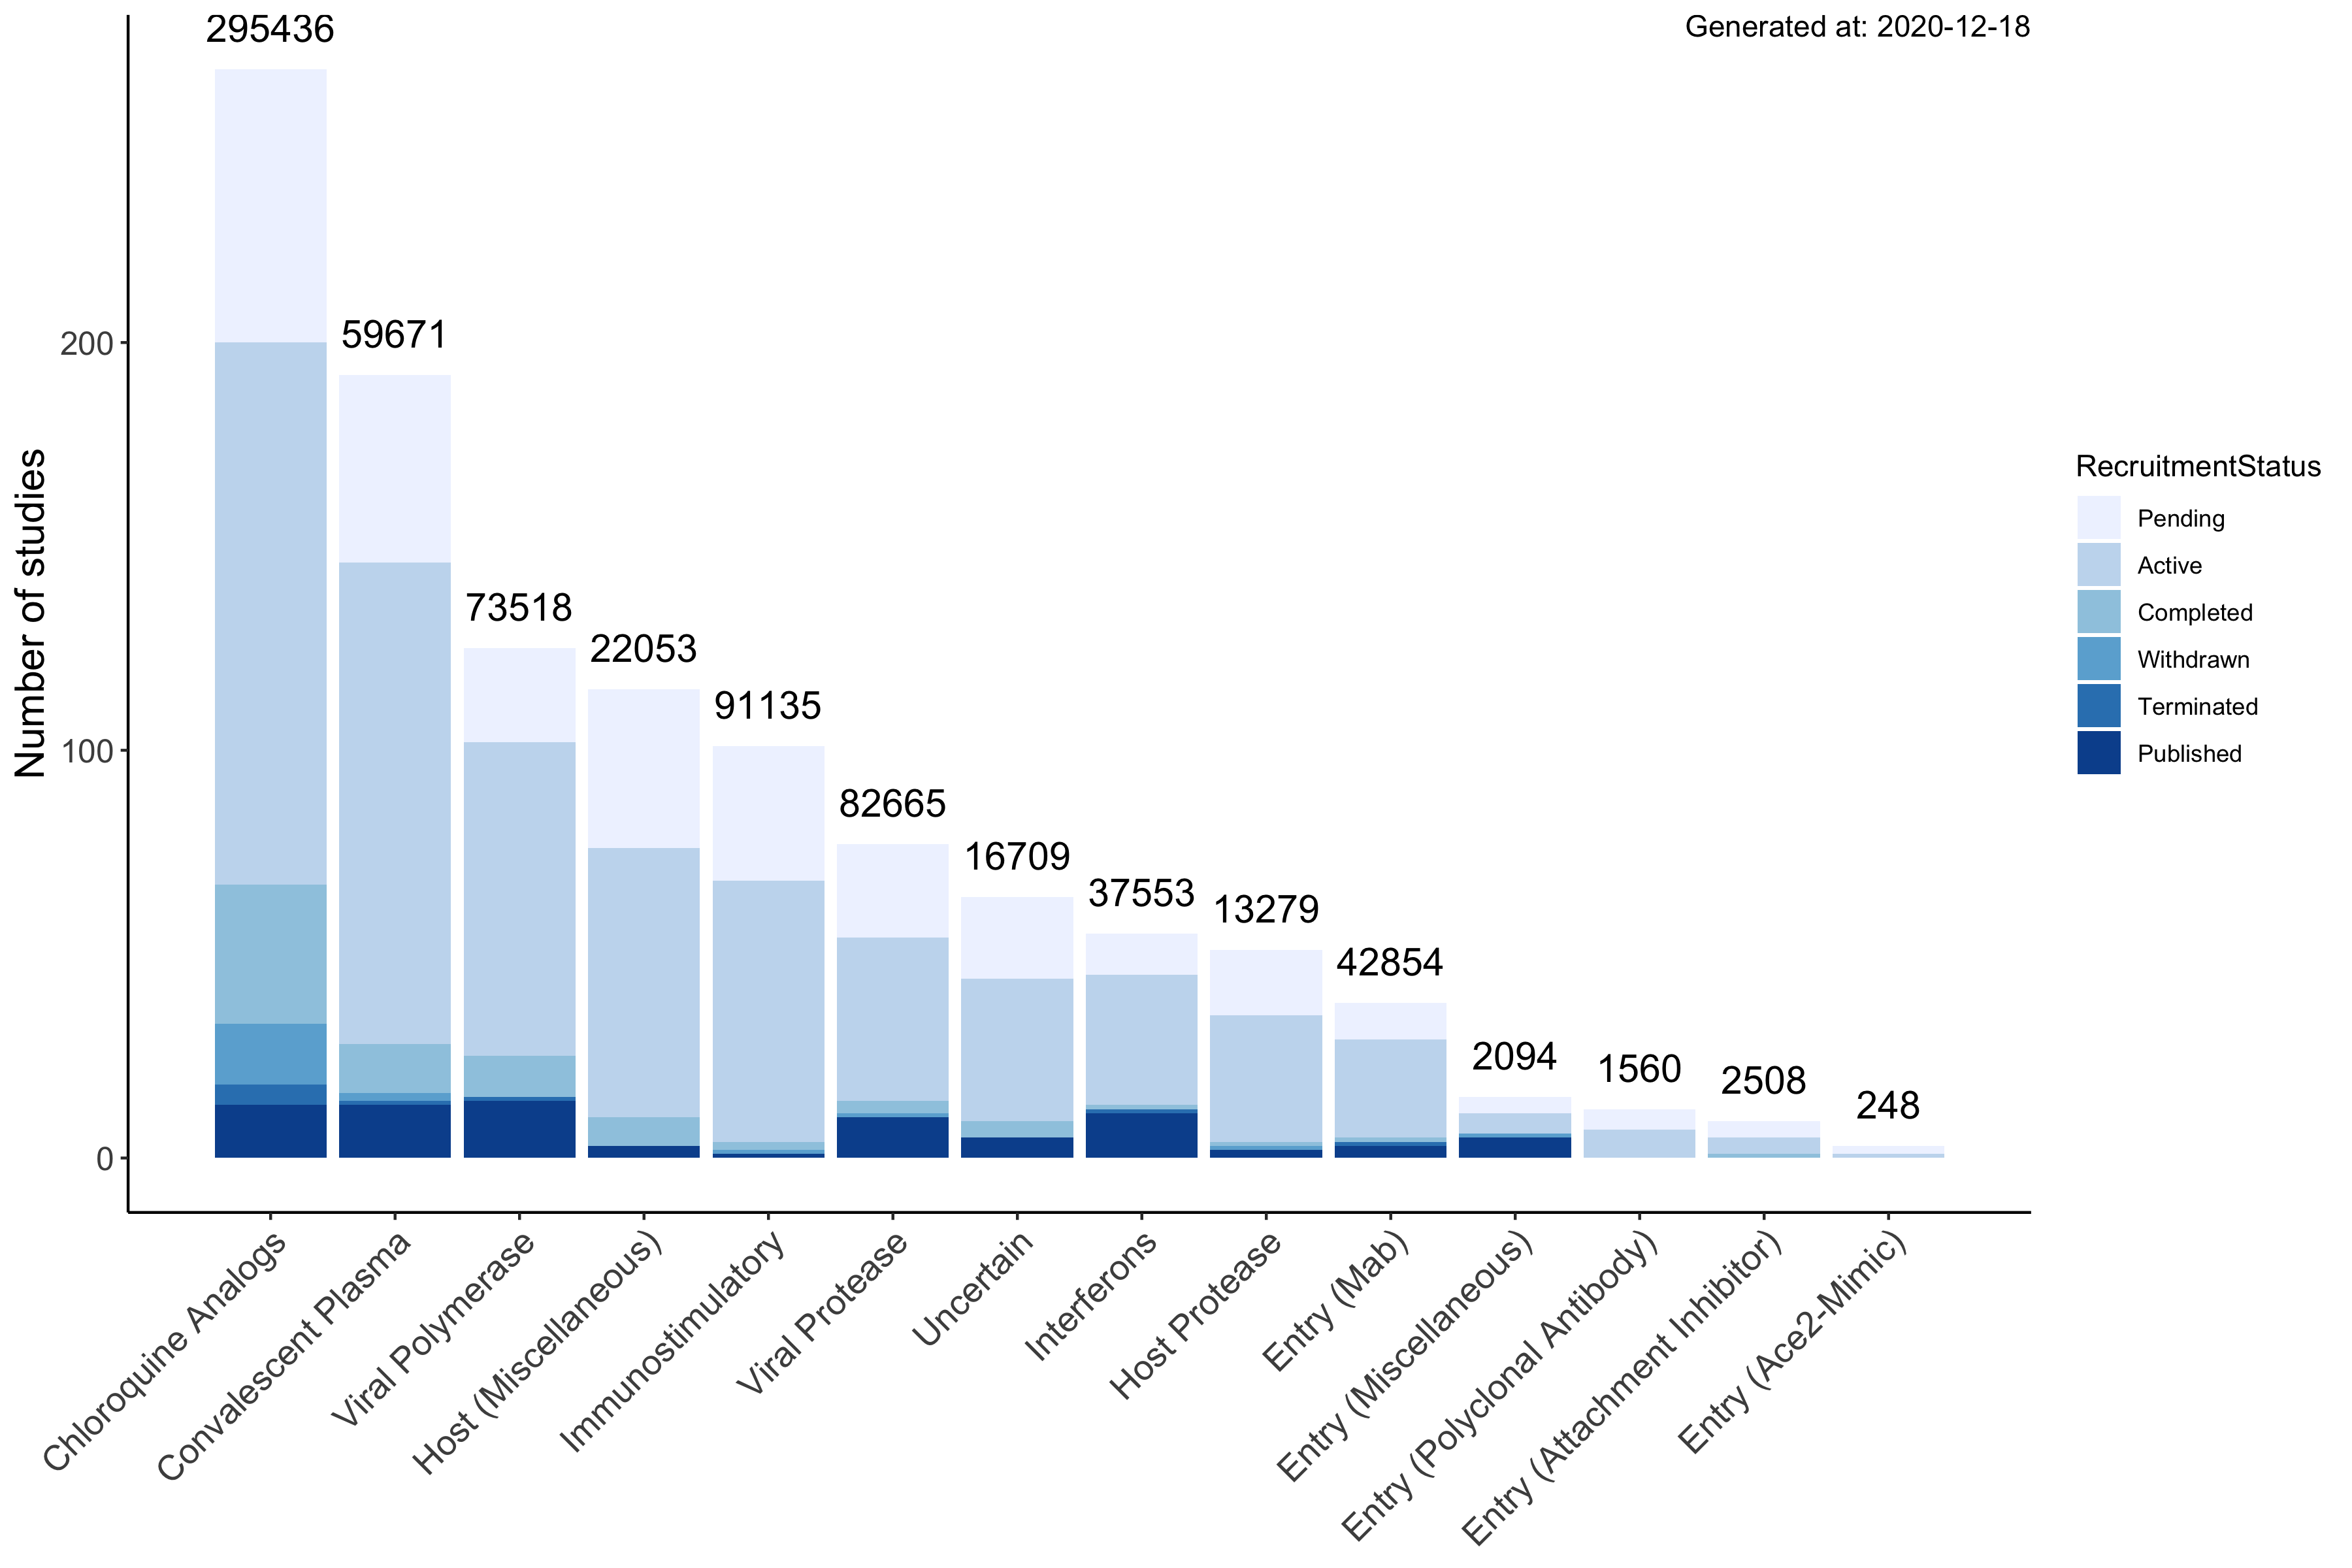 Generated at: 2020-12-18
295436
59671
73518
22053
91135
82665
16709
37553
13279
42854
2094
1560
2508
248
Number of studies
200
100
0
Chloroquine Analogs
Convalescent Plasma
Viral Polymerase
Host (Miscellaneous)
Immunostimulatory
Viral Protease
Uncertain
Interferons
Host Protease
Entry (Mab)
Entry (Miscellaneous)
Entry (Polyclonal Antibody)
Entry (Attachment Inhibitor)
Entry (Ace2-Mimic)
RecruitmentStatus
Pending
Active
Completed
Withdrawn
Terminated
Published